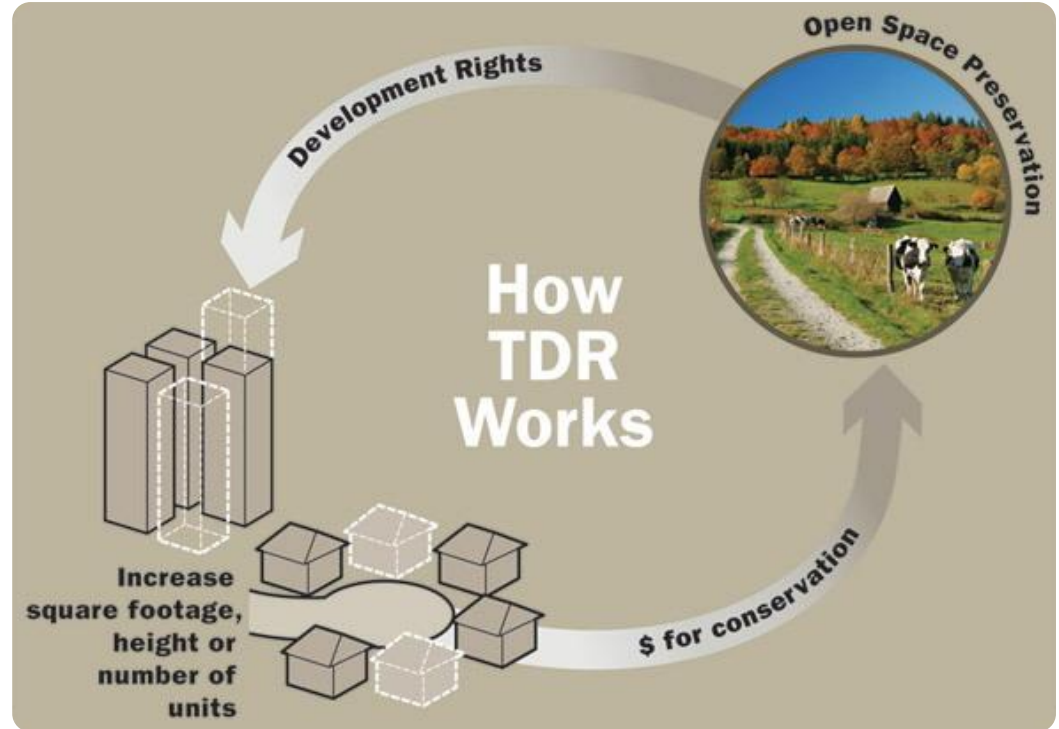 Open Space Preservation
Development Rights
How
TDR
Works
Increase
square footage,
height or
number of
units
$ for conservation